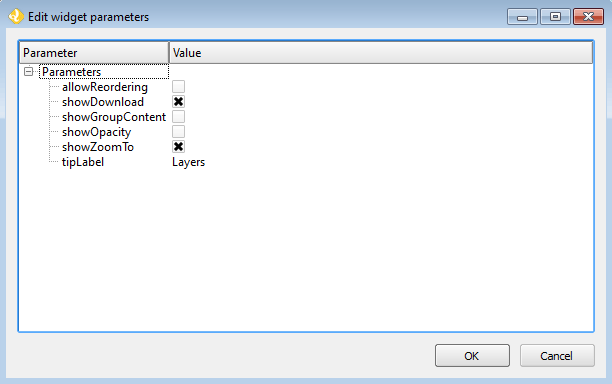 Edit widget parameters
Parameter Value
Parameters
allowReordering
showDownload
showGroupContent
showOpacity
showZoomTo
tipLabel Layers
OK Cancel